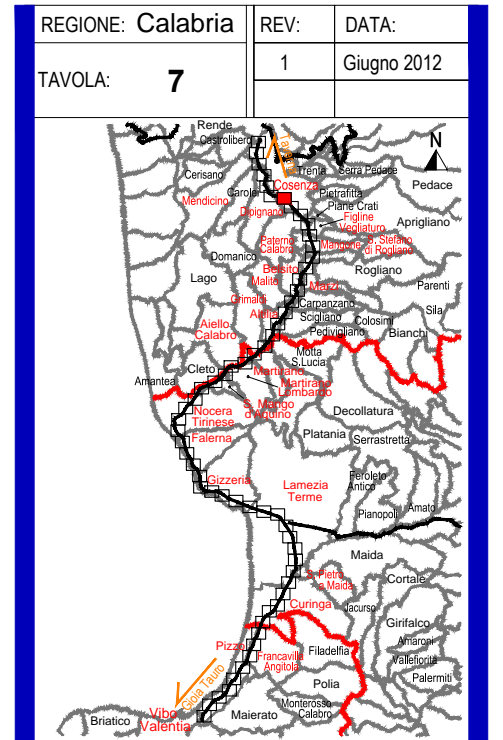 REGIONE: Calabria
REV:
DATA:
TAVOLA: 7
1
Giugno 2012
N
Rende
Castrolibero
Trenta
Serra Pedace
Cerisano
Cosenza
Pedace
Carolei
Pietrafitta
Mendicino
Dipignano
Piane Crati
Figline
Vegliaturo
Aprigliano
Paterno
Calabro
Mangone
S. Stefano
di Rogliano
Domanico
Belsito
Rogliano
Lago
Malito
Marzi
Parenti
Grimaldi
Carpanzano
Sila
Altilia
Scigliano
Colosimi
Aiello
Calabro
Pedivigliano
Bianchi
Motta
S.Lucia
Cleto
Martirano
Amantea
Martirano
Lombardo
S. Mango
d'Aquino
Nocera
Tirinese
Decollatura
Falerna
Platania
Serrastretta
Gizzeria
Lamezia
Terme
Feroleto
Antico
Pianopoli
Amato
Maida
S. Pietro
a Maida
Cortale
Curinga
Jacurso
Girifalco
Pizzo
Amaroni
Francavilla
Angitola
Filadelfia
Vallefiorita
Gioia Tauro
Polia
Palermiti
Vibo
Valentia
Briatico
Maierato
Monterosso
Calabro